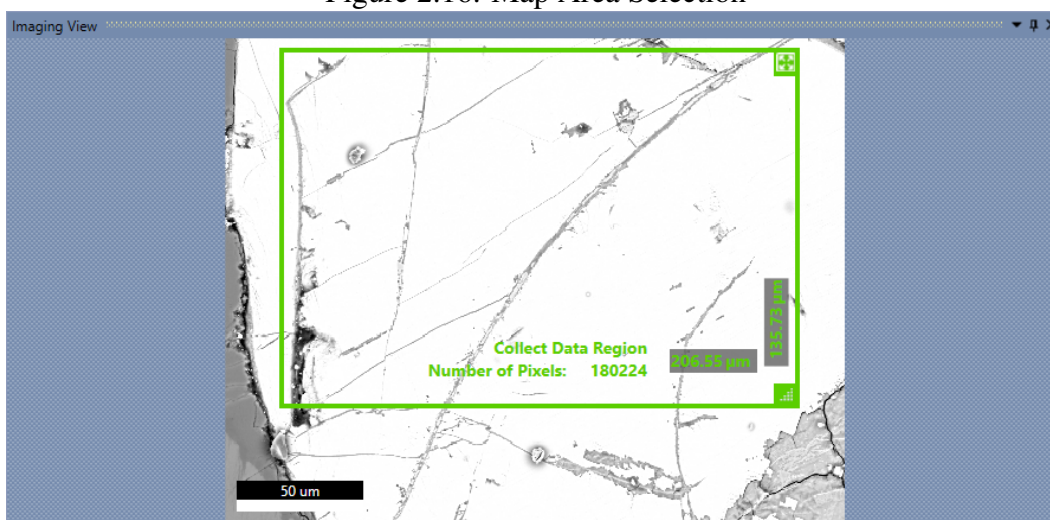 Figure 2.18: Map Area Selection
Imaging View
Collect Data Region
Number of Pixels: 180224
206.55 µm
135.73 µm
50 um